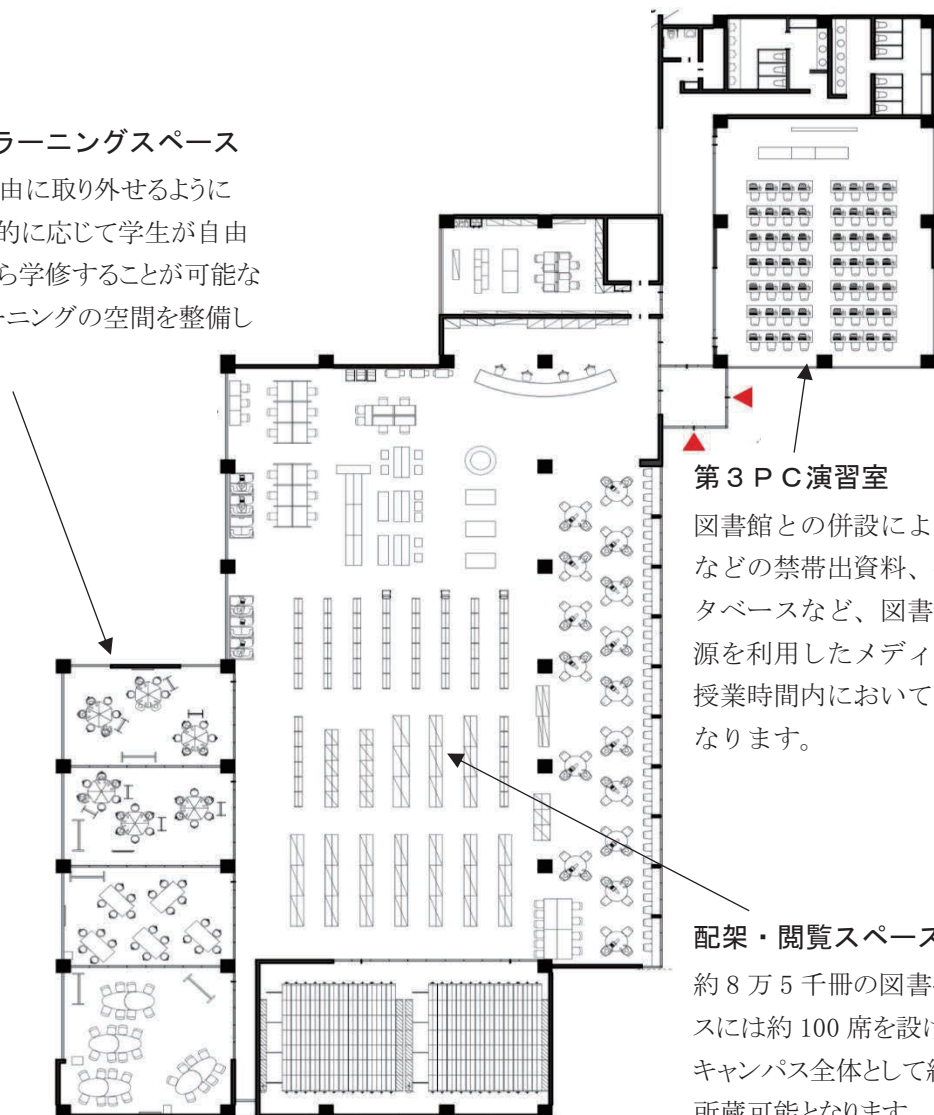 ラーニングスペース
由に取り外せるように
的に応じて学生が自由
ら学修することが可能な
ーニングの空間を整備し
第3PC演習室
図書館との併設によ
などの禁帯出資料、
タベースなど、図書
源を利用したメディ
授業時間内において
なります。
配架・閲覧スペース
約8万5千冊の図書
スには約100席を設け
キャンパス全体として
所蔵可能となります